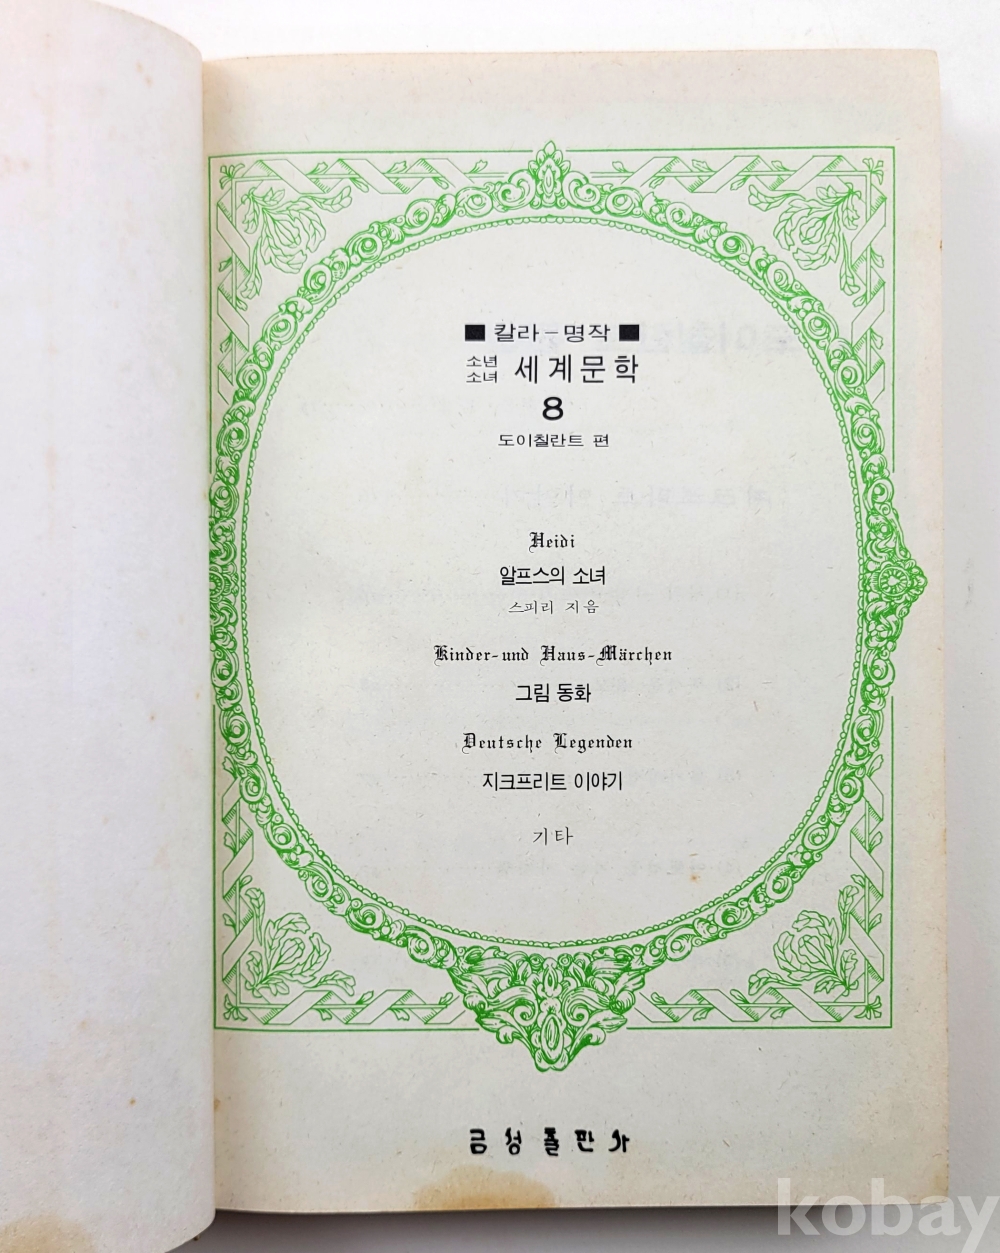 ■ 칼라-명작 ■
소년
소녀 세계문학
8
도이칠란트 편
Heidi
알프스의 소녀
스피리 지음
Kinder-und Haus-Märchen
그림 동화
Deutsche Legenden
지크프리트 이야기
기타
금성출판사
kobay